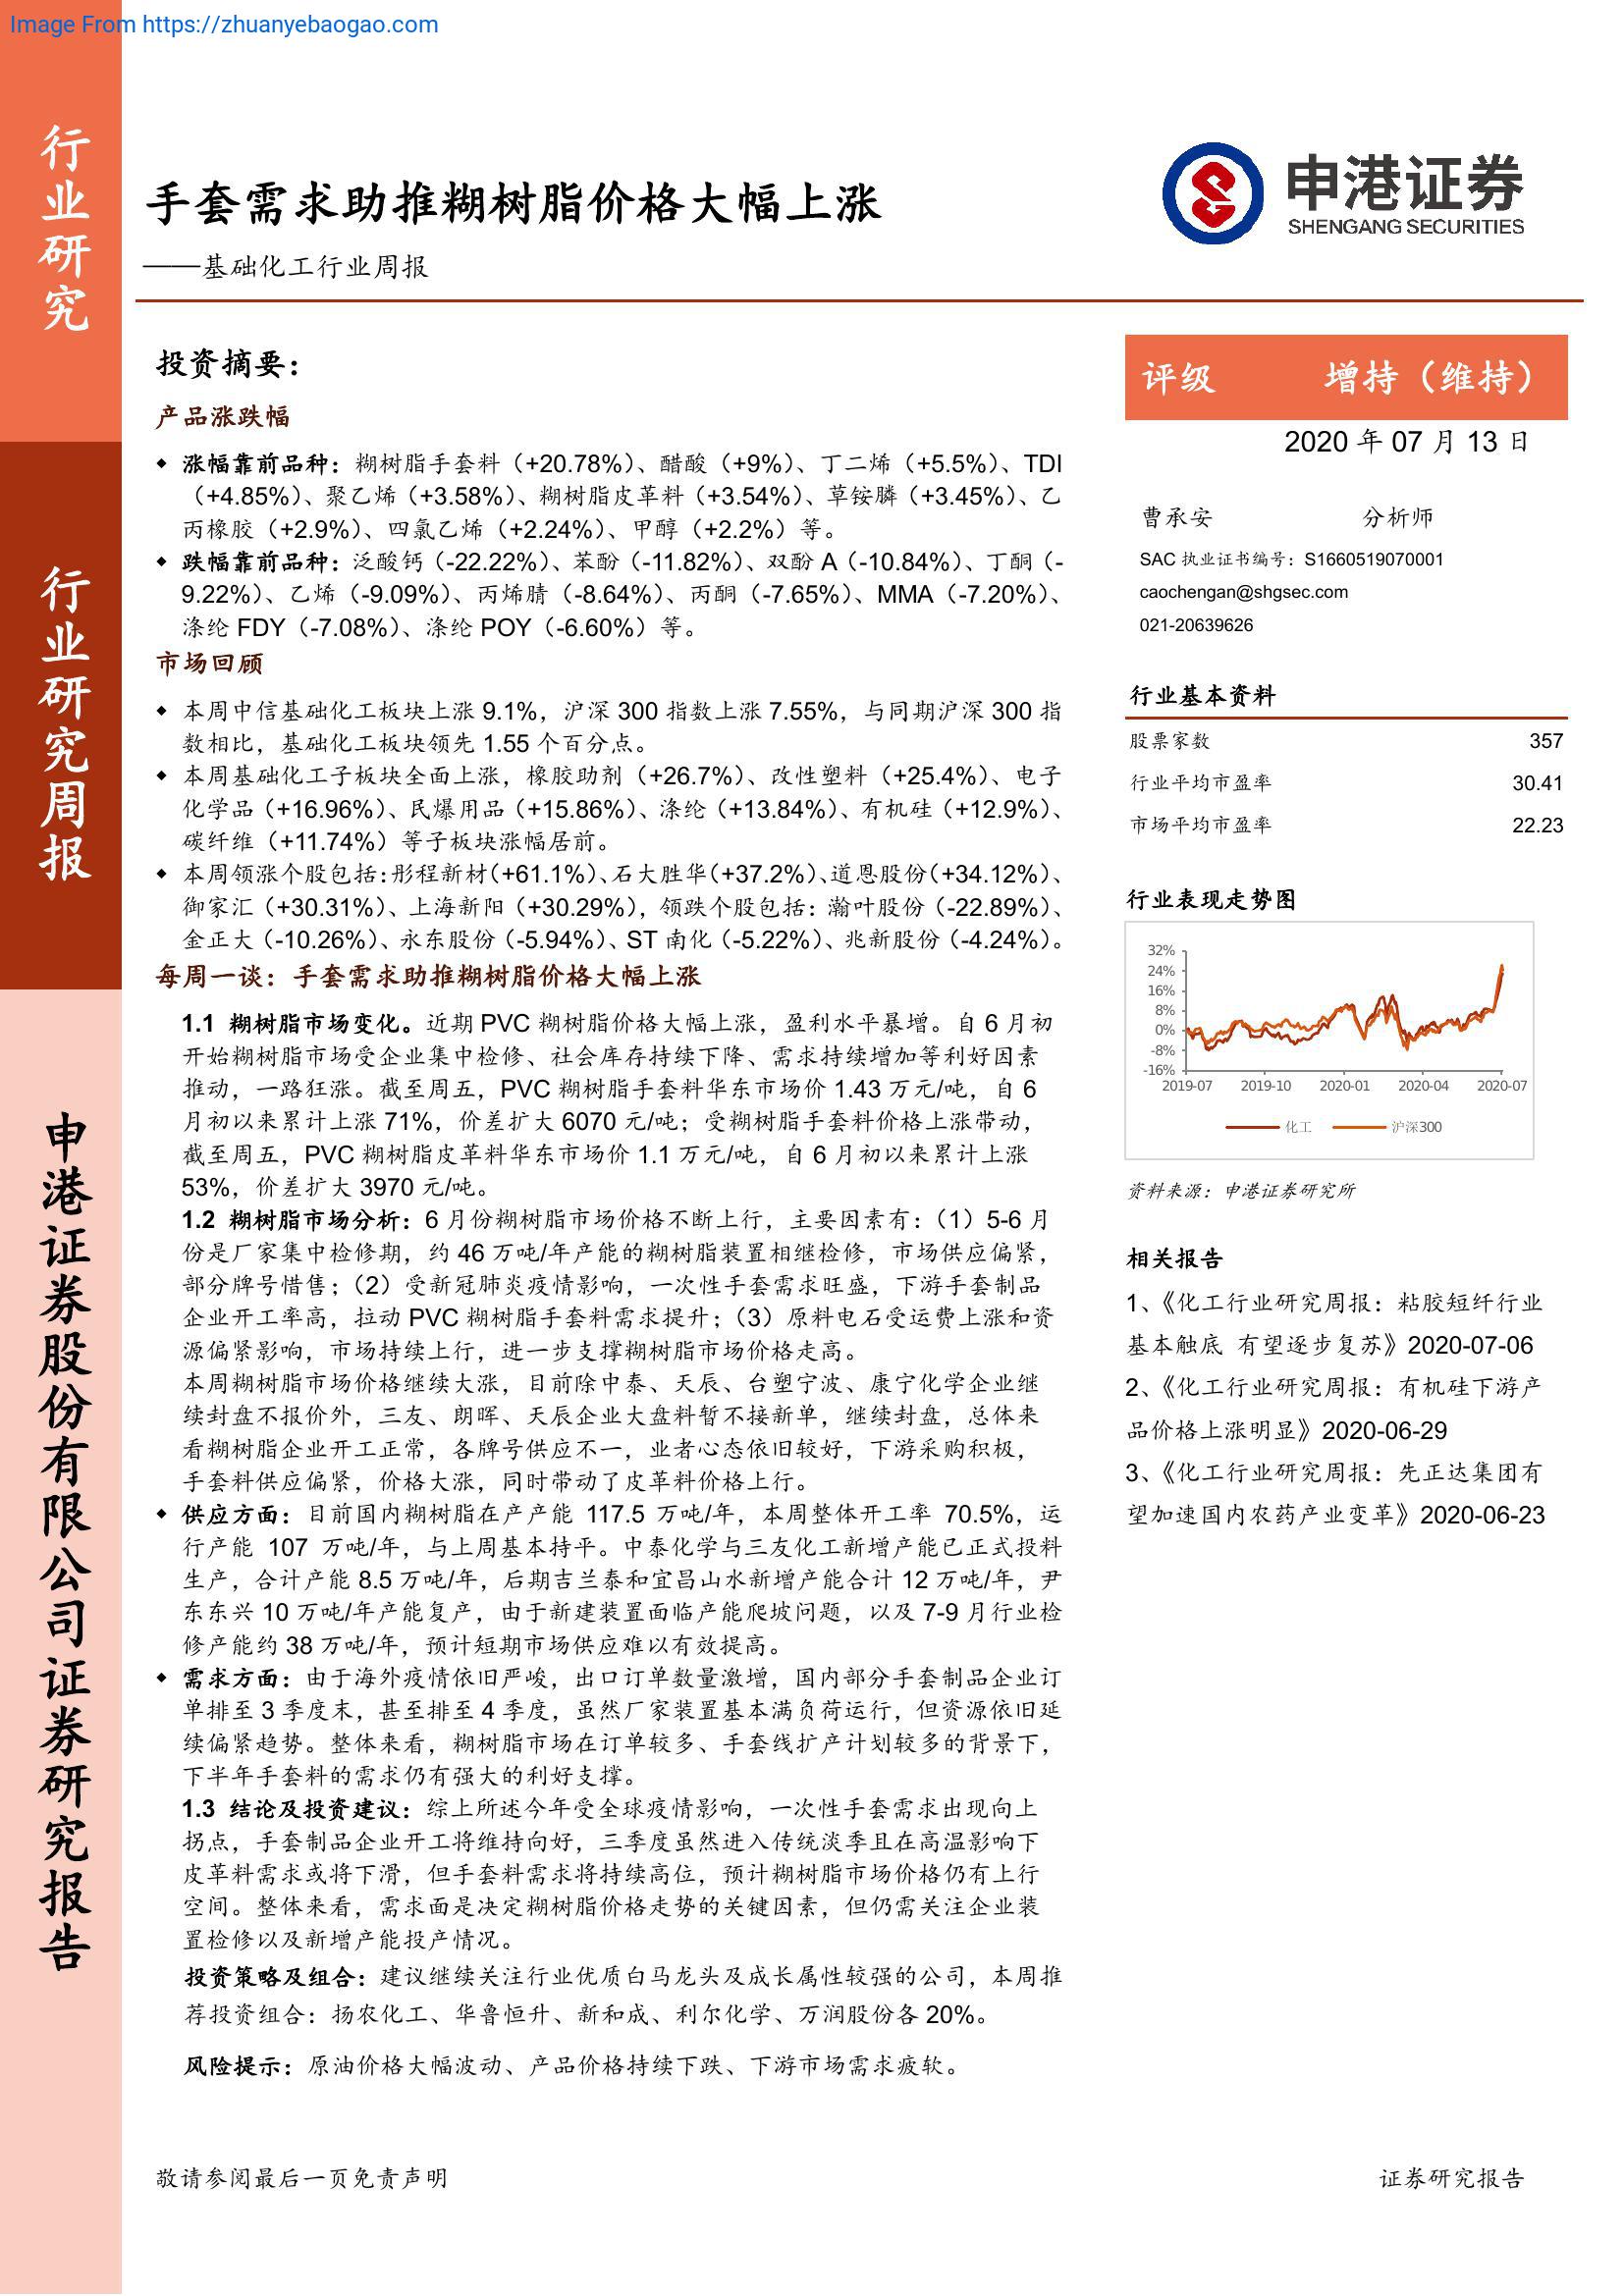 Image From https://zhuanyebaogao.com
行业研究
行业研究周报
申港证券股份有限公司证券研究报告
手套需求助推糊树脂价格大幅上涨
——基础化工行业周报
申港证券
SHENGANG SECURITIES
投资摘要：
产品涨跌幅
◆ 涨幅靠前品种：糊树脂手套料（+20.78%）、醋酸（+9%）、丁二烯（+5.5%）、TDI
（+4.85%）、聚乙烯（+3.58%）、糊树脂皮革料（+3.54%）、草铵膦（+3.45%）、乙
丙橡胶（+2.9%）、四氯乙烯（+2.24%）、甲醇（+2.2%）等。
◆ 跌幅靠前品种：泛酸钙（-22.22%）、苯酚（-11.82%）、双酚 A（-10.84%）、丁酮（-
9.22%）、乙烯（-9.09%）、丙烯腈（-8.64%）、丙酮（-7.65%）、MMA（-7.20%）、
涤纶 FDY（-7.08%）、涤纶 POY（-6.60%）等。
市场回顾
◆ 本周中信基础化工板块上涨 9.1%，沪深 300 指数上涨 7.55%，与同期沪深 300 指
数相比，基础化工板块领先 1.55 个百分点。
◆ 本周基础化工子板块全面上涨，橡胶助剂（+26.7%）、改性塑料（+25.4%）、电子
化学品（+16.96%）、民爆用品（+15.86%）、涤纶（+13.84%）、有机硅（+12.9%）、
碳纤维（+11.74%）等子板块涨幅居前。
◆ 本周领涨个股包括：彤程新材（+61.1%）、石大胜华（+37.2%）、道恩股份（+34.12%）、
御家汇（+30.31%）、上海新阳（+30.29%），领跌个股包括：瀚叶股份（-22.89%）、
金正大（-10.26%）、永东股份（-5.94%）、ST 南化（-5.22%）、兆新股份（-4.24%）。
每周一谈：手套需求助推糊树脂价格大幅上涨
1.1 糊树脂市场变化。近期 PVC 糊树脂价格大幅上涨，盈利水平暴增。自 6 月初
开始糊树脂市场受企业集中检修、社会库存持续下降、需求持续增加等利好因素
推动，一路狂涨。截至周五，PVC 糊树脂手套料华东市场价 1.43 万元/吨，自 6
月初以来累计上涨 71%，价差扩大 6070 元/吨；受糊树脂手套料价格上涨带动，
截至周五，PVC 糊树脂皮革料华东市场价 1.1 万元/吨，自 6 月初以来累计上涨
53%，价差扩大 3970 元/吨。
1.2 糊树脂市场分析：6 月份糊树脂市场价格不断上行，主要因素有：（1）5-6 月
份是厂家集中检修期，约 46 万吨/年产能的糊树脂装置相继检修，市场供应偏紧，
部分牌号惜售；（2）受新冠肺炎疫情影响，一次性手套需求旺盛，下游手套制品
企业开工率高，拉动 PVC 糊树脂手套料需求提升；（3）原料电石受运费上涨和资
源偏紧影响，市场持续上行，进一步支撑糊树脂市场价格走高。
本周糊树脂市场价格继续大涨，目前除中泰、天辰、台塑宁波、康宁化学企业继
续封盘不报价外，三友、朗晖、天辰企业大盘料暂不接新单，继续封盘，总体来
看糊树脂企业开工正常，各牌号供应不一，业者心态依旧较好，下游采购积极，
手套料供应偏紧，价格大涨，同时带动了皮革料价格上行。
◆ 供应方面：目前国内糊树脂在产产能 117.5 万吨/年，本周整体开工率 70.5%，运
行产能 107 万吨/年，与上周基本持平。中泰化学与三友化工新增产能已正式投料
生产，合计产能 8.5 万吨/年，后期吉兰泰和宜昌山水新增产能合计 12 万吨/年，尹
东东兴 10 万吨/年产能复产，由于新建装置面临产能爬坡问题，以及 7-9 月行业检
修产能约 38 万吨/年，预计短期市场供应难以有效提高。
◆ 需求方面：由于海外疫情依旧严峻，出口订单数量激增，国内部分手套制品企业订
单排至 3 季度末，甚至排至 4 季度，虽然厂家装置基本满负荷运行，但资源依旧延
续偏紧趋势。整体来看，糊树脂市场在订单较多、手套线扩产计划较多的背景下，
下半年手套料的需求仍有强大的利好支撑。
1.3 结论及投资建议：综上所述今年受全球疫情影响，一次性手套需求出现向上
拐点，手套制品企业开工将维持向好，三季度虽然进入传统淡季且在高温影响下
皮革料需求或将下滑，但手套料需求将持续高位，预计糊树脂市场价格仍有上行
空间。整体来看，需求面是决定糊树脂价格走势的关键因素，但仍需关注企业装
置检修以及新增产能投产情况。
投资策略及组合：建议继续关注行业优质白马龙头及成长属性较强的公司，本周推
荐投资组合：扬农化工、华鲁恒升、新和成、利尔化学、万润股份各 20%。
风险提示：原油价格大幅波动、产品价格持续下跌、下游市场需求疲软。
评级 增持（维持）
2020 年 07 月 13 日
曹承安 分析师
SAC 执业证书编号：S1660519070001
caochengan@shgsec.com
021-20639626
行业基本资料
股票家数 357
行业平均市盈率 30.41
市场平均市盈率 22.23
行业表现走势图
32%
24%
16%
8%
0%
-8%
-16%
2019-07 2019-10 2020-01 2020-04 2020-07
化工 沪深300
资料来源：申港证券研究所
相关报告
1、《化工行业研究周报：粘胶短纤行业
基本触底 有望逐步复苏》2020-07-06
2、《化工行业研究周报：有机硅下游产
品价格上涨明显》2020-06-29
3、《化工行业研究周报：先正达集团有
望加速国内农药产业变革》2020-06-23
敬请参阅最后一页免责声明 证券研究报告